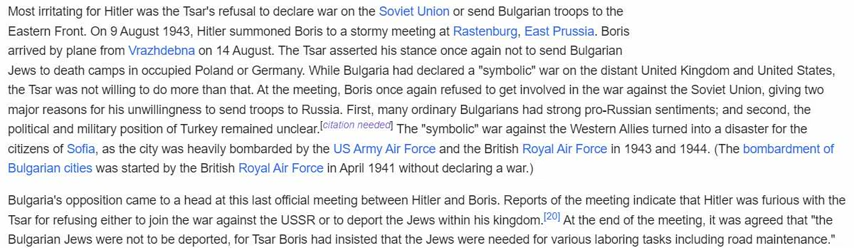 Most irritating for Hitler was the Tsar's refusal to declare war on the Soviet Union or send Bulgarian troops to the
Eastern Front. On 9 August 1943, Hitler summoned Boris to a stormy meeting at Rastenburg, East Prussia. Boris
arrived by plane from Vrazhdebna on 14 August. The Tsar asserted his stance once again not to send Bulgarian
Jews to death camps in occupied Poland or Germany. While Bulgaria had declared a "symbolic" war on the distant United Kingdom and United States,
the Tsar was not willing to do more than that. At the meeting, Boris once again refused to get involved in the war against the Soviet Union, giving two
major reasons for his unwillingness to send troops to Russia. First, many ordinary Bulgarians had strong pro-Russian sentiments; and second, the
political and military position of Turkey remained unclear.[citation needed] The "symbolic" war against the Western Allies turned into a disaster for the
citizens of Sofia, as the city was heavily bombarded by the US Army Air Force and the British Royal Air Force in 1943 and 1944. (The bombardment of
Bulgarian cities was started by the British Royal Air Force in April 1941 without declaring a war.)
Bulgaria's opposition came to a head at this last official meeting between Hitler and Boris. Reports of the meeting indicate that Hitler was furious with the
Tsar for refusing either to join the war against the USSR or to deport the Jews within his kingdom.[20] At the end of the meeting, it was agreed that "the
Bulgarian Jews were not to be deported, for Tsar Boris had insisted that the Jews were needed for various laboring tasks including road maintenance."